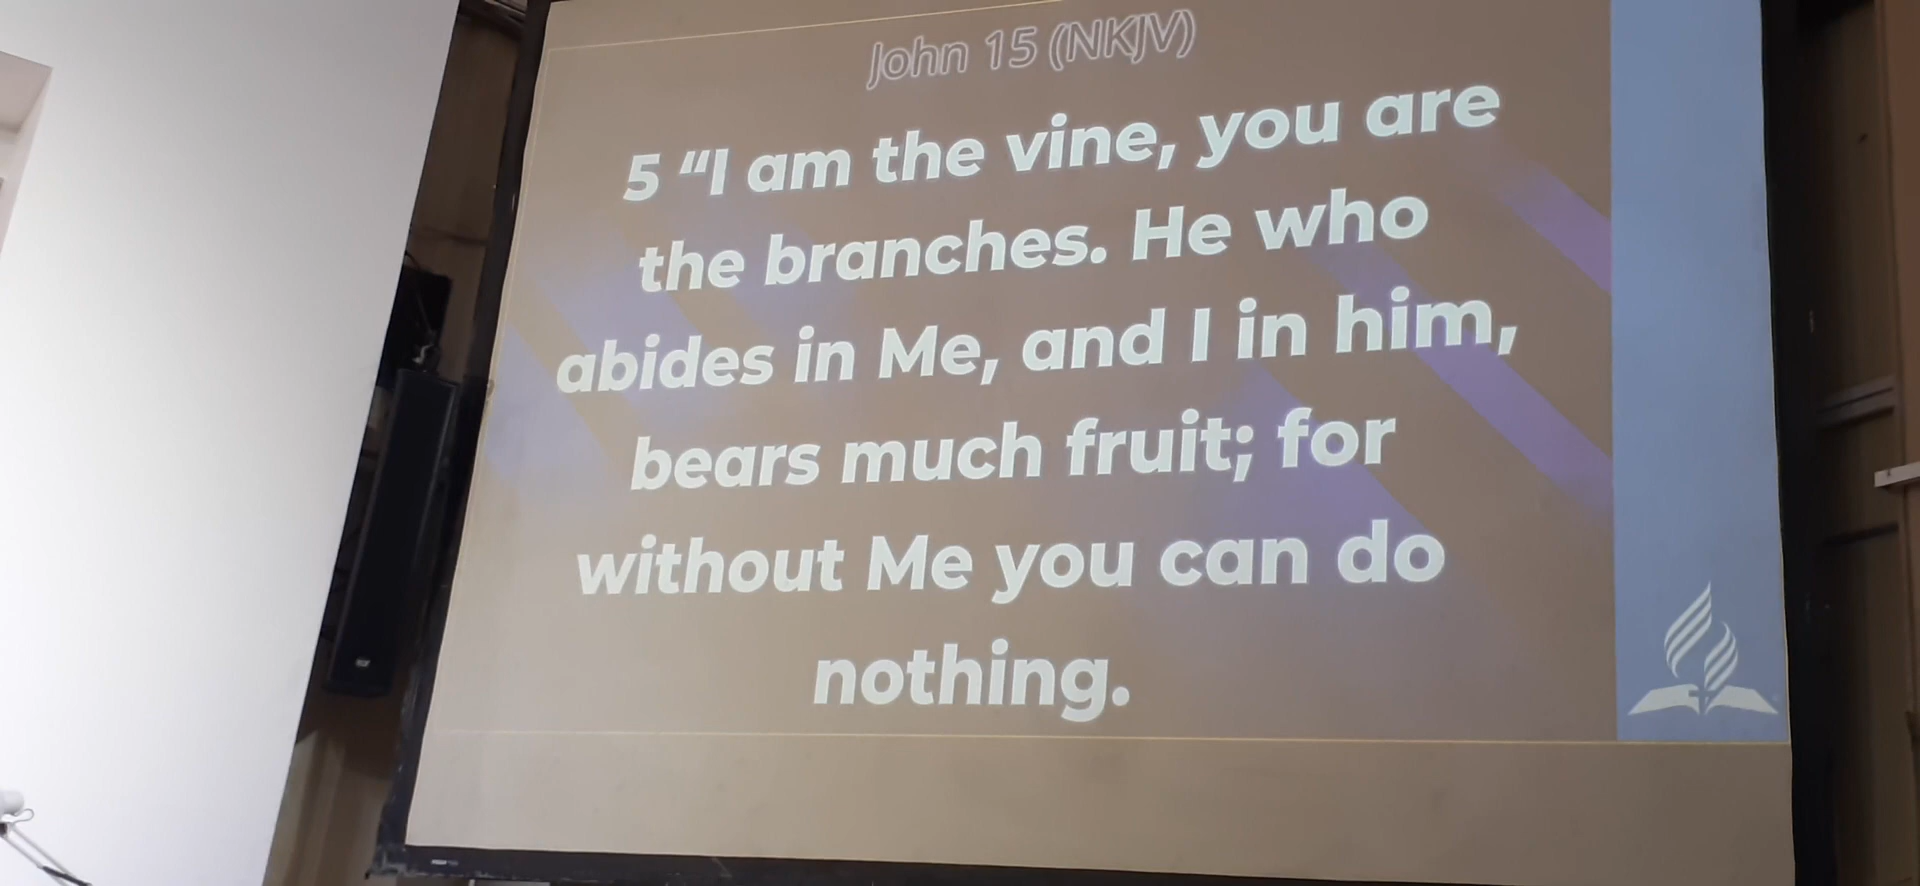 John 15 (NKJV)
5 “I am the vine, you are
the branches. He who
abides in Me, and I in him,
bears much fruit; for
without Me you can do
nothing.